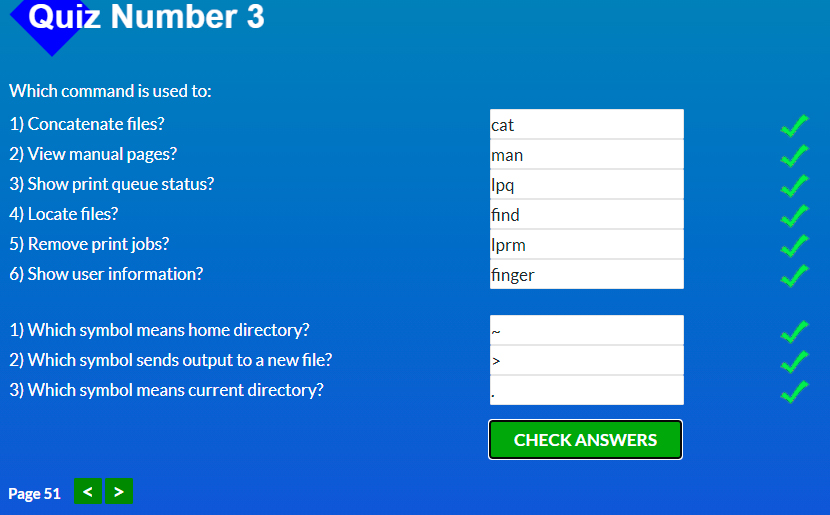 Quiz Number 3
Which command is used to:
1) Concatenate files? cat
2) View manual pages? man
3) Show print queue status? lpq
4) Locate files? find
5) Remove print jobs? lprm
6) Show user information? finger
1) Which symbol means home directory? ~
2) Which symbol sends output to a new file? >
3) Which symbol means current directory? .
CHECK ANSWERS
Page 51 < >